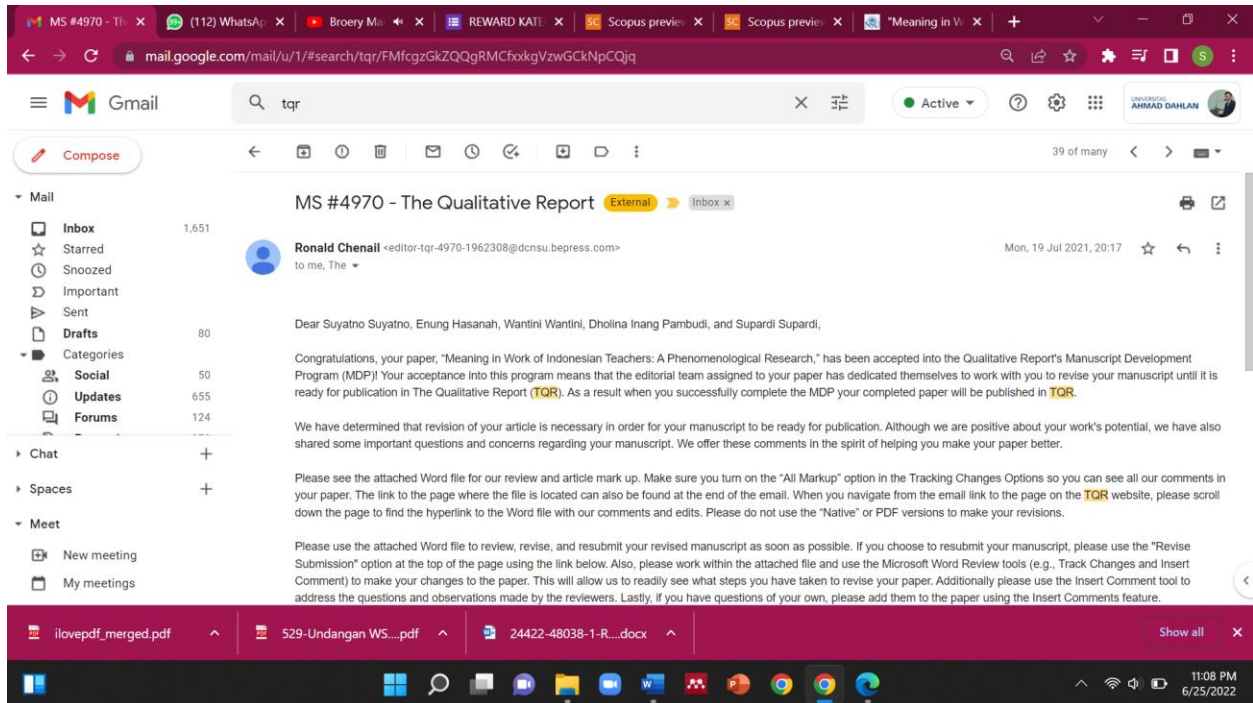 MS #4970 - Th
(112) WhatsAp
Broery Ma
REWARD KATE
Scopus preview
Scopus preview
"Meaning in W
mail.google.com/mail/u/1/#search/tqr/FMfcgzGkZQQgRMCfxxkgVzwGCkNpCQjq
S
Gmail
tqr
Active
UNIVERSITAS
AHMAD DAHLAN
Compose
39 of many
Mail
Inbox 1,651
Starred
Snoozed
Important
Sent
Drafts 80
Categories
Social 50
Updates 655
Forums 124
Chat
Spaces
Meet
New meeting
My meetings
MS #4970 - The Qualitative Report External Inbox x
Ronald Chenail <editor-tqr-4970-1962308@dcnsu.bepress.com> Mon, 19 Jul 2021, 20:17
to me, The
Dear Suyatno Suyatno, Enung Hasanah, Wantini Wantini, Dholina Inang Pambudi, and Supardi Supardi,
Congratulations, your paper, "Meaning in Work of Indonesian Teachers: A Phenomenological Research," has been accepted into the Qualitative Report's Manuscript Development
Program (MDP)! Your acceptance into this program means that the editorial team assigned to your paper has dedicated themselves to work with you to revise your manuscript until it is
ready for publication in The Qualitative Report (TQR). As a result when you successfully complete the MDP your completed paper will be published in TQR.
We have determined that revision of your article is necessary in order for your manuscript to be ready for publication. Although we are positive about your work's potential, we have also
shared some important questions and concerns regarding your manuscript. We offer these comments in the spirit of helping you make your paper better.
Please see the attached Word file for our review and article mark up. Make sure you turn on the "All Markup" option in the Tracking Changes Options so you can see all our comments in
your paper. The link to the page where the file is located can also be found at the end of the email. When you navigate from the email link to the page on the TQR website, please scroll
down the page to find the hyperlink to the Word file with our comments and edits. Please do not use the "Native" or PDF versions to make your revisions.
Please use the attached Word file to review, revise, and resubmit your revised manuscript as soon as possible. If you choose to resubmit your manuscript, please use the "Revise
Submission" option at the top of the page using the link below. Also, please work within the attached file and use the Microsoft Word Review tools (e.g., Track Changes and Insert
Comment) to make your changes to the paper. This will allow us to readily see what steps you have taken to revise your paper. Additionally please use the Insert Comment tool to
address the questions and observations made by the reviewers. Lastly, if you have questions of your own, please add them to the paper using the Insert Comments feature.
ilovepdf_merged.pdf
529-Undangan WS....pdf
24422-48038-1-R....docx
Show all
11:08 PM
6/25/2022